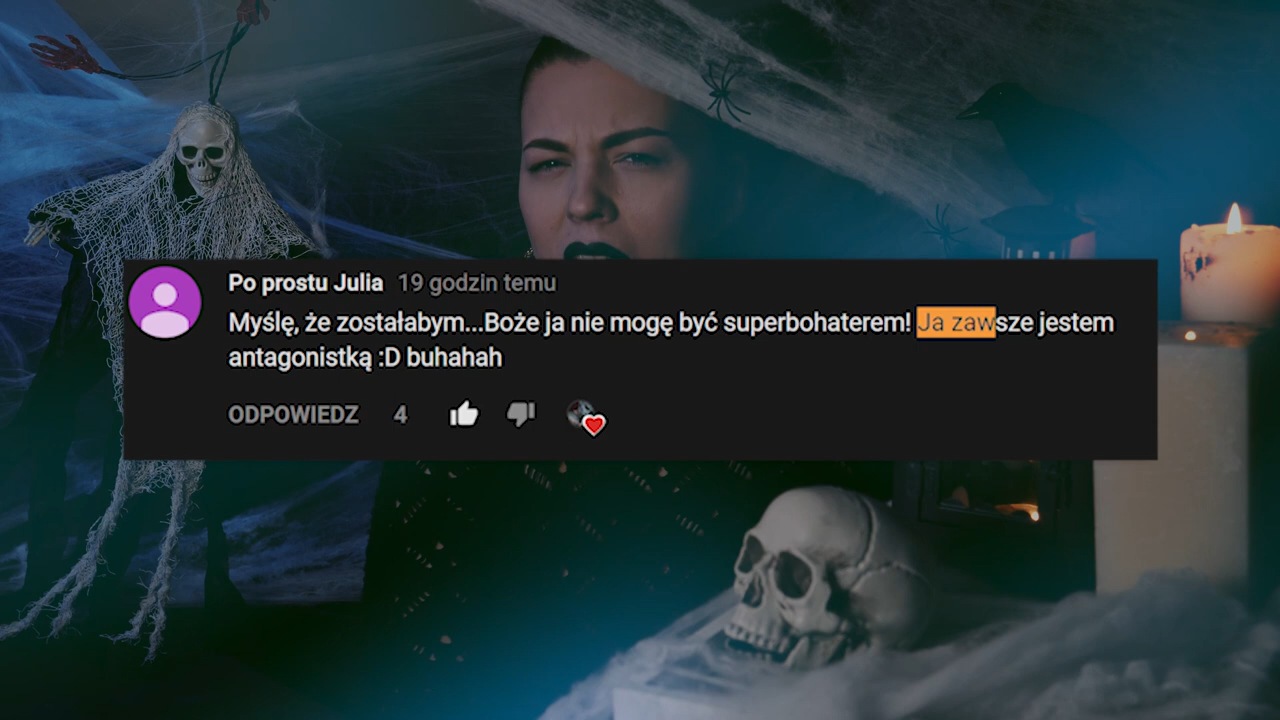 Po prostu Julia 19 godzin temu
Myślę, że zostałabym...Boże ja nie mogę być superbohaterem! Ja zawsze jestem
antagonistką :D buhahah
ODPOWIEDZ 4